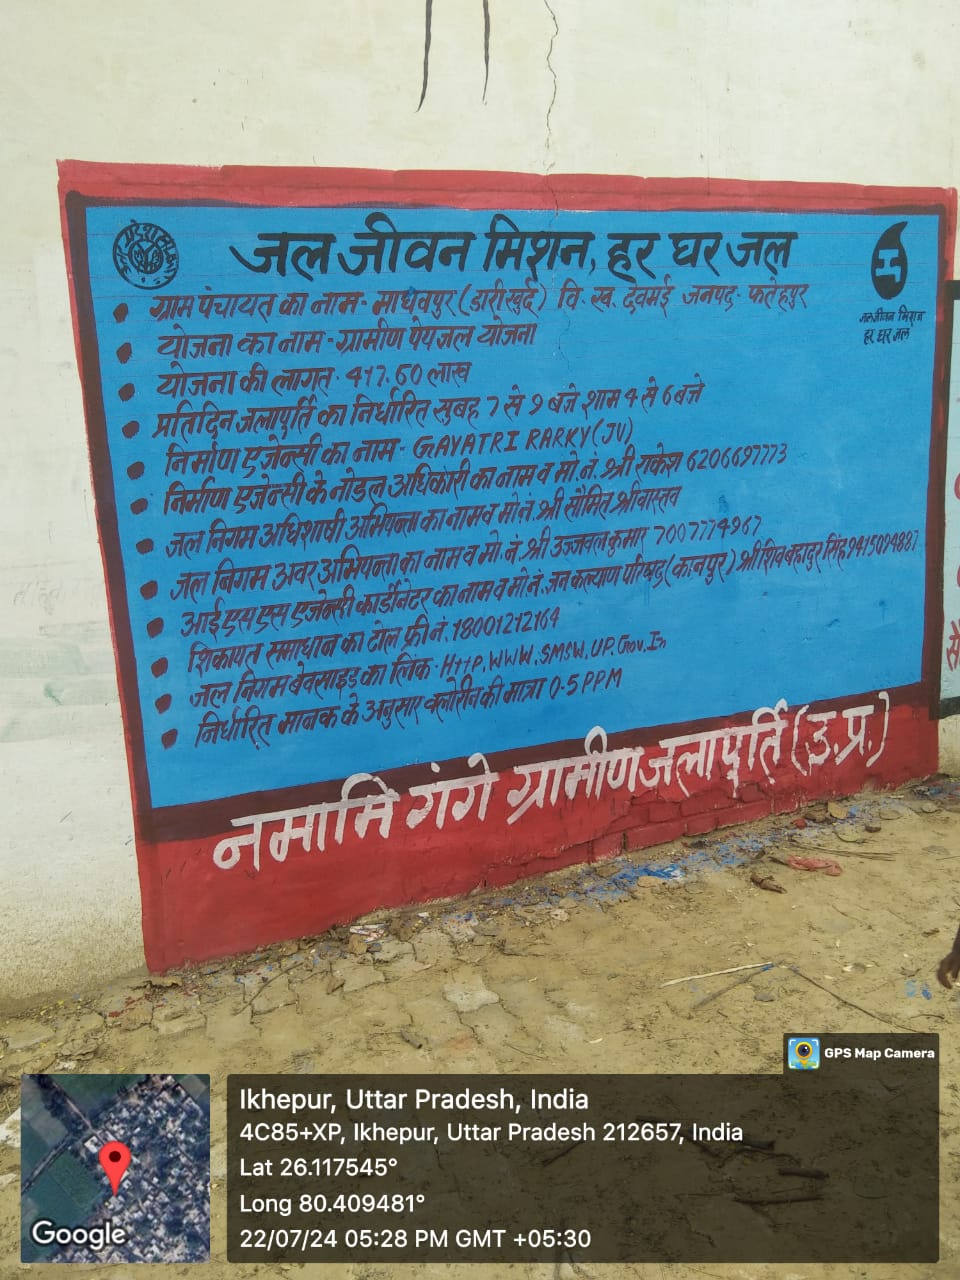 जल जीवन मिशन, हर घर जल
ग्राम पंचायत का नाम- माधवपुर (डारीखुर्द) वि. ख. देवमई जनपद- फतेहपुर
जलजीवन मिशन
हर घर जल
योजना का नाम- ग्रामीण पेयजल योजना
योजना की लागत- 417.60 लाख
प्रतिदिन जलापूर्ति का निर्धारित सुबह 7 से 9 बजे शाम 4 से 6 बजे
निर्माण एजेन्सी का नाम- GAYATRI RARKY (JV)
निर्माण एजेन्सी के नोडल अधिकारी का नाम व मो.नं. श्री राकेश 6206697773
जल निगम अधिशाषी अभियन्ता का नाम व मो.नं. श्री सौमित श्रीवास्तव
जल निगम अवर अभियन्ता का नाम व मो.नं. श्री उज्जवल कुमार 7007774967
आई एस एस एजेन्सी कार्डीनेटर का नाम व मो.नं. जन कल्याण परिषद् (कानपुर) श्री शिव बहादुर सिंह 9415094887
शिकायत समाधान का टोल फ्री नं. 18001212164
जल निगम बेवसाइड का लिंक- HttP.WWW.SMSW.UP.Gov.In
निर्धारित मानक के अनुसार क्लोरीन की मात्रा 0.5 PPM
नमामि गंगे ग्रामीण जलापूर्ति (उ.प्र.)
GPS Map Camera
Ikhepur, Uttar Pradesh, India
4C85+XP, Ikhepur, Uttar Pradesh 212657, India
Lat 26.117545°
Long 80.409481°
22/07/24 05:28 PM GMT +05:30
Google